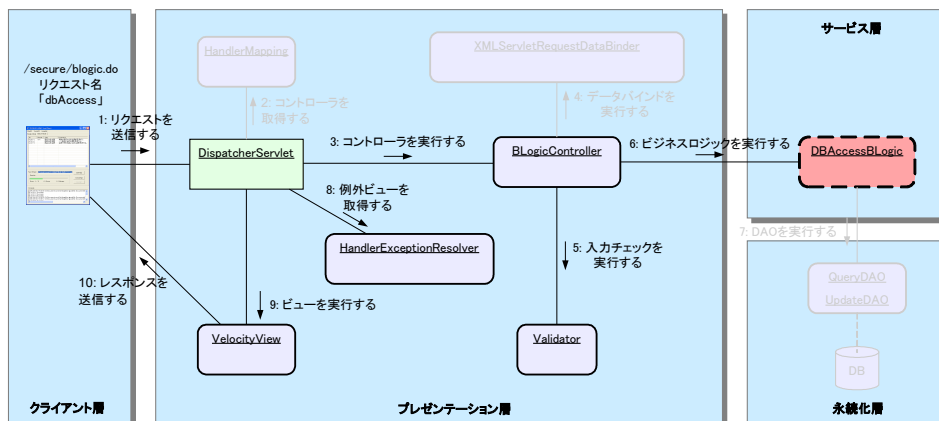 /secure/blogic.do
リクエスト名
「dbAccess」
1: リクエストを
送信する
10: レスポンスを
送信する
クライアント層
HandlerMapping
2: コントローラを
取得する
DispatcherServlet
3: コントローラを実行する
8: 例外ビューを
取得する
HandlerExceptionResolver
9: ビューを実行する
VelocityView
XMLServletRequestDataBinder
4: データバインドを
実行する
BLogicController
5: 入力チェックを
実行する
Validator
6: ビジネスロジックを実行する
プレゼンテーション層
サービス層
DBAccessBLogic
7: DAOを実行する
QueryDAO
UpdateDAO
DB
永続化層